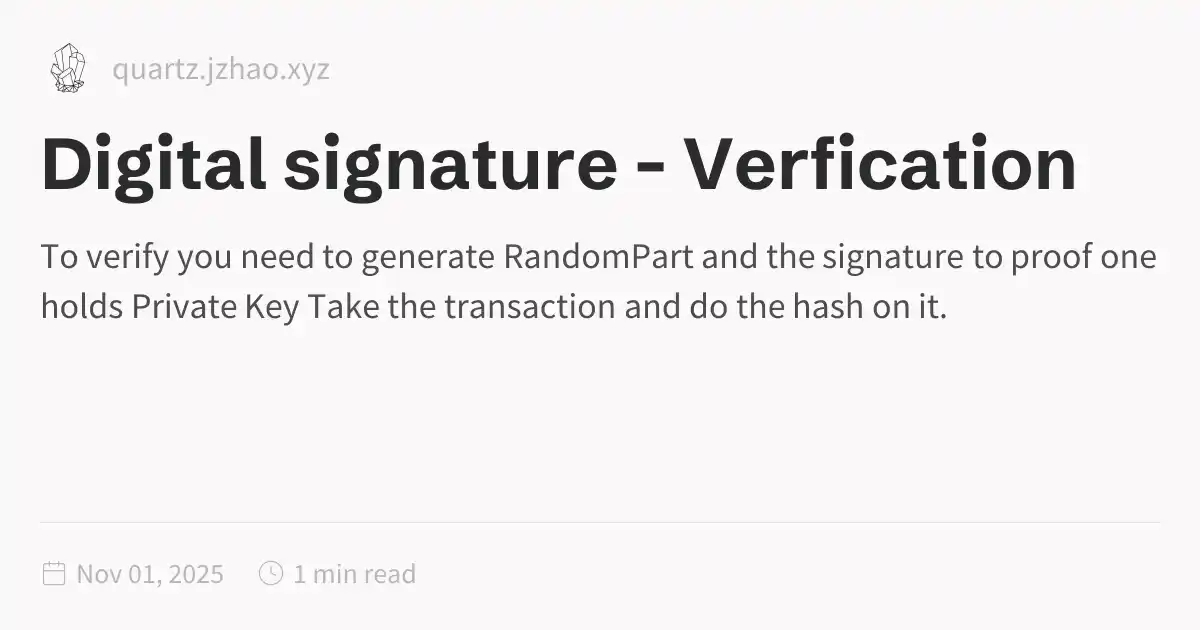 quartz.jzhao.xyz
Digital signature - Verfication
To verify you need to generate RandomPart and the signature to proof one
holds Private Key Take the transaction and do the hash on it.
Nov 01, 2025 1 min read